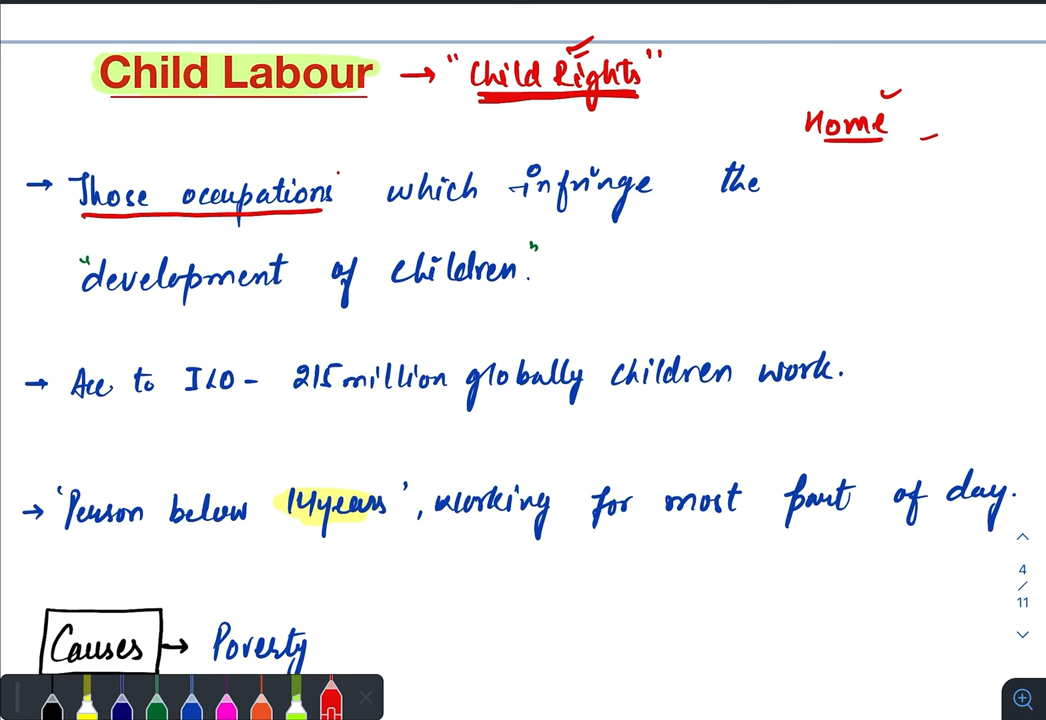 Child Labour → "Child Rights"
Home
→ Those occupations which infringe the
"development of children."
→ Acc to ILO - 215 million globally children work.
→ 'Person below 14years', working for most part of day.
Causes → Poverty
4
/
11